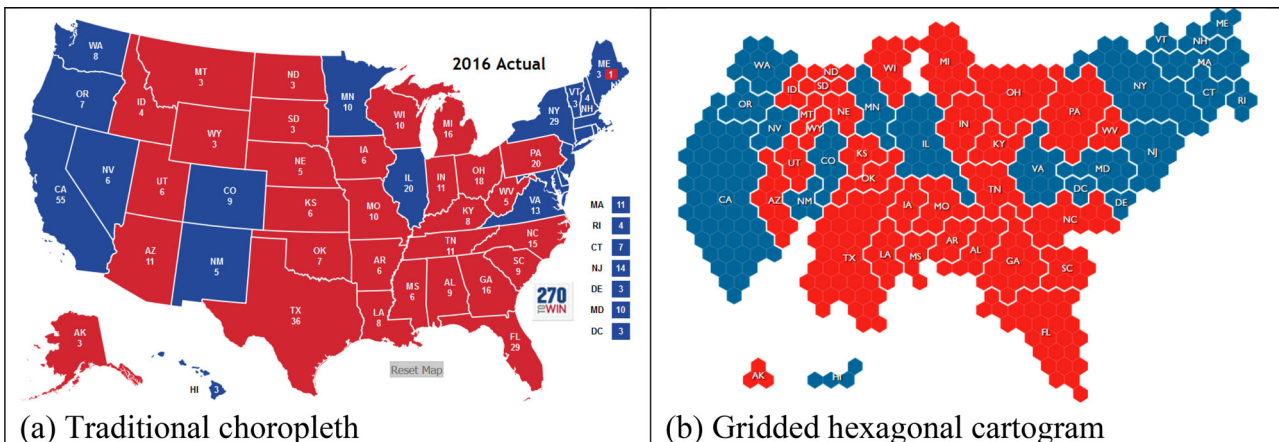 2016 Actual
WA
8
OR
7
CA
55
NV
6
ID
4
MT
3
WY
3
UT
6
AZ
11
CO
9
NM
5
ND
3
SD
3
NE
5
KS
6
OK
7
TX
36
MN
10
IA
6
MO
10
AR
6
LA
8
WI
10
IL
20
MI
16
IN
11
OH
18
KY
8
TN
11
MS
6
AL
9
GA
16
FL
29
SC
9
NC
15
VA
13
WV
5
PA
20
NY
29
VT
3
4
NH
ME
3
1
MA 11
RI 4
CT 7
NJ 14
DE 3
MD 10
DC 3
AK
3
HI 3
270
TO WIN
Reset Map
(a) Traditional choropleth
WA
OR
CA
NV
ID
MT
ND
SD
WY
NE
UT
AZ
CO
NM
KS
OK
TX
MN
WI
IL
IA
MO
LA
MS
AR
AL
MI
IN
OH
KY
TN
GA
FL
SC
NC
VA
WV
PA
DC
MD
DE
NJ
NY
VT
NH
ME
MA
CT
RI
AK
HI
(b) Gridded hexagonal cartogram